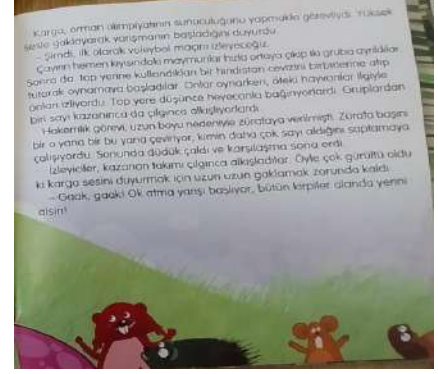 Karga, orman olimpiyatının sunuculuğunu yapmakla görevliydi. Yüksek
sesle gaklayarak yarışmanın başladığını duyurdu.
– Şimdi, ilk olarak voleybol maçını izleyeceğiz.
Çayırın hemen kıyısındaki maymunlar hızla ortaya çıkıp iki gruba ayrıldılar.
Sonra da top yerine kullandıkları bir hindistan cevizini birbirlerine atıp
tutarak oynamaya başladılar. Onlar oynarken, öteki hayvanlar ilgiyle
onları izliyordu. Top yere düşünce heyecanla bağırıyorlardı. Gruplardan
biri sayı kazanınca da çılgınca alkışlıyorlardı.
Hakemlik görevi, uzun boyu nedeniyle zürafaya verilmişti. Zürafa başını
bir o yana bir bu yana çeviriyor, kimin daha çok sayı aldığını saptamaya
çalışıyordu. Sonunda düdük çaldı ve karşılaşma sona erdi.
İzleyiciler, kazanan takımı çılgınca alkışladılar. Öyle çok gürültü oldu
ki karga sesini duyurmak için uzun uzun gaklamak zorunda kaldı.
– Gaak, gaak! Ok atma yarışı başlıyor, bütün kirpiler alanda yerini
alsın!